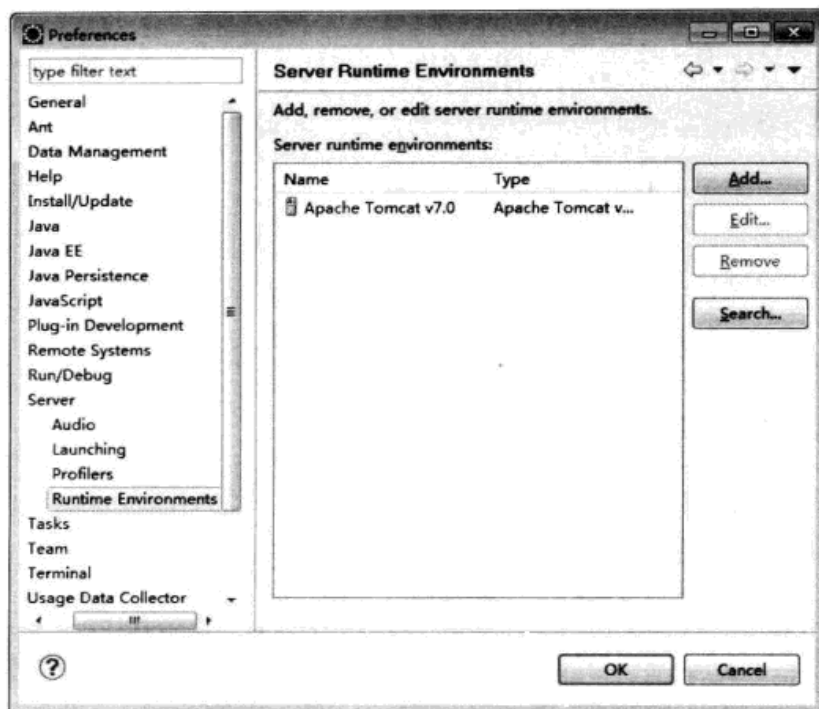 Preferences
type filter text
General
Ant
Data Management
Help
Install/Update
Java
Java EE
Java Persistence
JavaScript
Plug-in Development
Remote Systems
Run/Debug
Server
Audio
Launching
Profilers
Runtime Environments
Tasks
Team
Terminal
Usage Data Collector
Server Runtime Environments
Add, remove, or edit server runtime environments.
Server runtime environments:
Name Type
Apache Tomcat v7.0 Apache Tomcat v...
Add...
Edit...
Remove
Search...
?
OK
Cancel